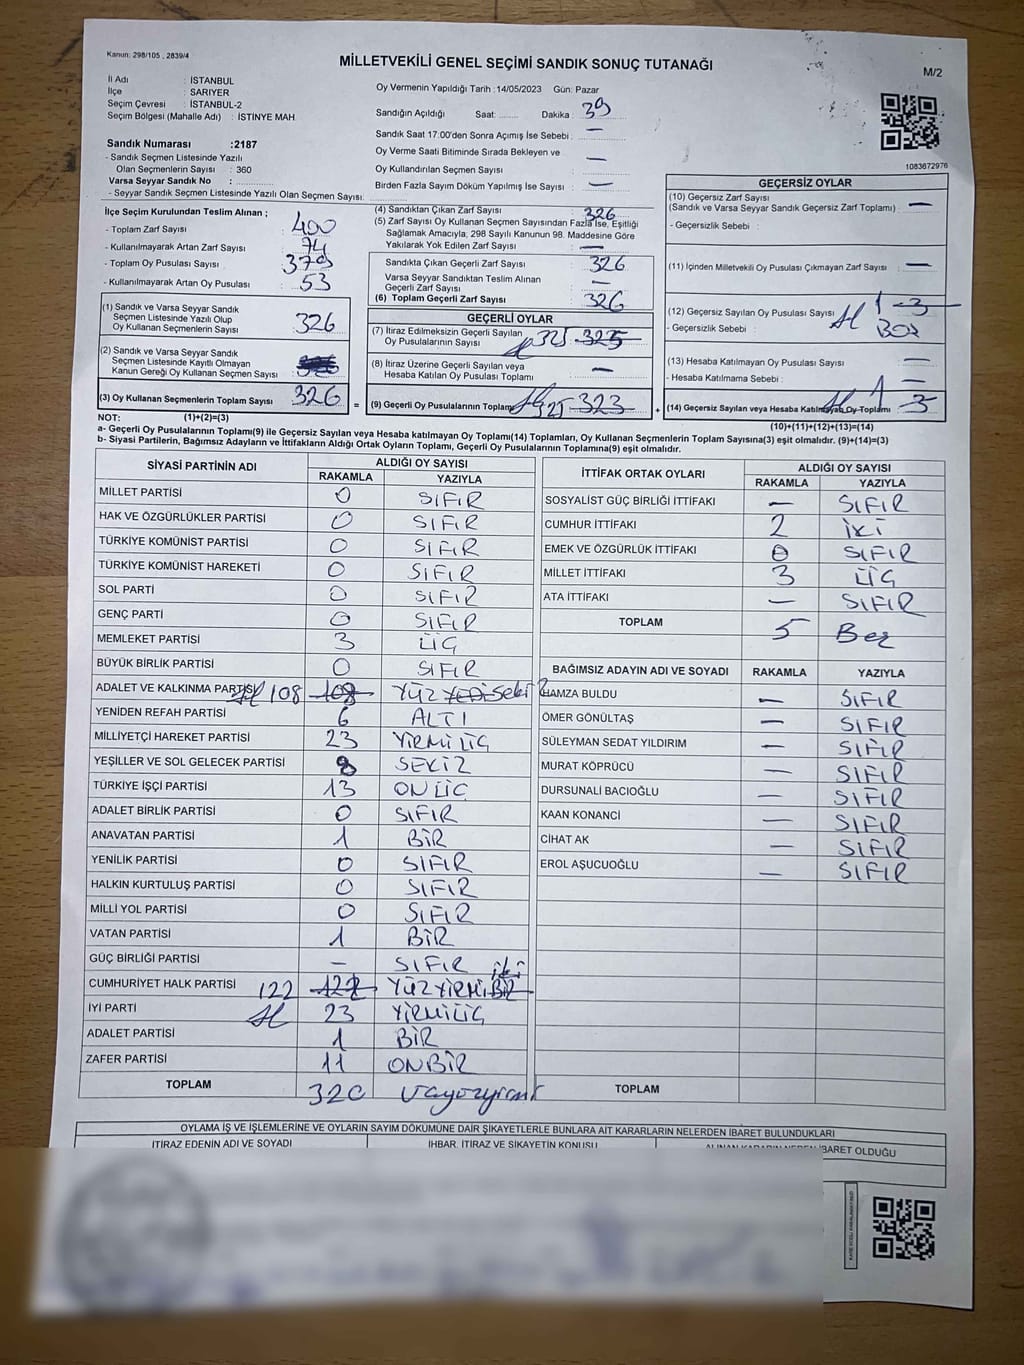 Kanun: 298/105 , 2839/4
MİLLETVEKİLİ GENEL SEÇİMİ SANDIK SONUÇ TUTANAĞI
M/2
İl Adı : İSTANBUL
İlçe : SARIYER
Seçim Çevresi : İSTANBUL-2
Seçim Bölgesi (Mahalle Adı) : İSTİNYE MAH.
Sandık Numarası :2187
- Sandık Seçmen Listesinde Yazılı
Olan Seçmenlerin Sayısı : 360
Varsa Seyyar Sandık No :
- Seyyar Sandık Seçmen Listesinde Yazılı Olan Seçmen Sayısı:
Oy Vermenin Yapıldığı Tarih :14/05/2023 Gün: Pazar
Sandığın Açıldığı Saat: Dakika : 39
Sandık Saat 17:00'den Sonra Açılmış İse Sebebi : —
Oy Verme Saati Bitiminde Sırada Bekleyen ve
Oy Kullandırılan Seçmen Sayısı : —
Birden Fazla Sayım Döküm Yapılmış İse Sayısı : —
1083672976
İlçe Seçim Kurulundan Teslim Alınan ;
- Toplam Zarf Sayısı : 400
- Kullanılmayarak Artan Zarf Sayısı : 74
- Toplam Oy Pusulası Sayısı : 379
- Kullanılmayarak Artan Oy Pusulası : 53
(1) Sandık ve Varsa Seyyar Sandık
Seçmen Listesinde Yazılı Olup
Oy Kullanan Seçmenlerin Sayısı : 326
(2) Sandık ve Varsa Seyyar Sandık
Seçmen Listesinde Kayıtlı Olmayan
Kanun Gereği Oy Kullanan Seçmen Sayısı :
(3) Oy Kullanan Seçmenlerin Toplam Sayısı 326
(4) Sandıktan Çıkan Zarf Sayısı : 326
(5) Zarf Sayısı Oy Kullanan Seçmen Sayısından Fazla İse, Eşitliği
Sağlamak Amacıyla, 298 Sayılı Kanunun 98. Maddesine Göre
Yakılarak Yok Edilen Zarf Sayısı : —
Sandıkta Çıkan Geçerli Zarf Sayısı : 326
Varsa Seyyar Sandıktan Teslim Alınan
Geçerli Zarf Sayısı : —
(6) Toplam Geçerli Zarf Sayısı : 326
GEÇERLİ OYLAR
(7) İtiraz Edilmeksizin Geçerli Sayılan
Oy Pusulalarının Sayısı : 325 323
(8) İtiraz Üzerine Geçerli Sayılan veya
Hesaba Katılan Oy Pusulası Toplamı : —
= (9) Geçerli Oy Pusulalarının Toplamı 325 323 +
GEÇERSİZ OYLAR
(10) Geçersiz Zarf Sayısı
(Sandık ve Varsa Seyyar Sandık Geçersiz Zarf Toplamı) : —
- Geçersizlik Sebebi :
(11) İçinden Milletvekili Oy Pusulası Çıkmayan Zarf Sayısı : —
(12) Geçersiz Sayılan Oy Pusulası Sayısı : 1 3
- Geçersizlik Sebebi :
(13) Hesaba Katılmayan Oy Pusulası Sayısı : —
- Hesaba Katılmama Sebebi : —
(14) Geçersiz Sayılan veya Hesaba Katılmayan Oy Toplamı 1 3
NOT: (1)+(2)=(3) (10)+(11)+(12)+(13)=(14)
a- Geçerli Oy Pusulalarının Toplamı(9) ile Geçersiz Sayılan veya Hesaba katılmayan Oy Toplamı(14) Toplamları, Oy Kullanan Seçmenlerin Toplam Sayısına(3) eşit olmalıdır. (9)+(14)=(3)
b- Siyasi Partilerin, Bağımsız Adayların ve İttifakların Aldığı Ortak Oyların Toplamı, Geçerli Oy Pusulalarının Toplamına(9) eşit olmalıdır.
SİYASİ PARTİNİN ADI ALDIĞI OY SAYISI
RAKAMLA YAZIYLA
MİLLET PARTİSİ 0 SIFIR
HAK VE ÖZGÜRLÜKLER PARTİSİ 0 SIFIR
TÜRKİYE KOMÜNİST PARTİSİ 0 SIFIR
TÜRKİYE KOMÜNİST HAREKETİ 0 SIFIR
SOL PARTİ 0 SIFIR
GENÇ PARTİ 0 SIFIR
MEMLEKET PARTİSİ 3 ÜÇ
BÜYÜK BİRLİK PARTİSİ 0 SIFIR
ADALET VE KALKINMA PARTİSİ 108 108 YÜZ YEDİ Sekiz
YENİDEN REFAH PARTİSİ 6 ALTI
MİLLİYETÇİ HAREKET PARTİSİ 23 YİRMİ ÜÇ
YEŞİLLER VE SOL GELECEK PARTİSİ 8 SEKİZ
TÜRKİYE İŞÇİ PARTİSİ 13 ON ÜÇ
ADALET BİRLİK PARTİSİ 0 SIFIR
ANAVATAN PARTİSİ 1 BİR
YENİLİK PARTİSİ 0 SIFIR
HALKIN KURTULUŞ PARTİSİ 0 SIFIR
MİLLİ YOL PARTİSİ 0 SIFIR
VATAN PARTİSİ 1 BİR
GÜÇ BİRLİĞİ PARTİSİ — SIFIR
CUMHURİYET HALK PARTİSİ 122 122 YÜZ YİRMİ BİR iki
İYİ PARTİ 23 YİRMİ ÜÇ
ADALET PARTİSİ 1 BİR
ZAFER PARTİSİ 11 ONBİR
TOPLAM 320
İTTİFAK ORTAK OYLARI ALDIĞI OY SAYISI
RAKAMLA YAZIYLA
SOSYALİST GÜÇ BİRLİĞİ İTTİFAKI — SIFIR
CUMHUR İTTİFAKI 2 İKİ
EMEK VE ÖZGÜRLÜK İTTİFAKI 0 SIFIR
MİLLET İTTİFAKI 3 ÜÇ
ATA İTTİFAKI — SIFIR
TOPLAM 5 Beş
BAĞIMSIZ ADAYIN ADI VE SOYADI RAKAMLA YAZIYLA
HAMZA BULDU — SIFIR
ÖMER GÖNÜLTAŞ — SIFIR
SÜLEYMAN SEDAT YILDIRIM — SIFIR
MURAT KÖPRÜCÜ — SIFIR
DURSUNALİ BACIOĞLU — SIFIR
KAAN KONANCİ — SIFIR
CİHAT AK — SIFIR
EROL AŞUCUOĞLU — SIFIR
TOPLAM
OYLAMA İŞ VE İŞLEMLERİNE VE OYLARIN SAYIM DÖKÜMÜNE DAİR ŞİKAYETLERLE BUNLARA AİT KARARLARIN NELERDEN İBARET BULUNDUKLARI
İTİRAZ EDENİN ADI VE SOYADI İHBAR, İTİRAZ VE ŞİKAYETİN KONUSU ALINAN KARARIN NEDEN İBARET OLDUĞU